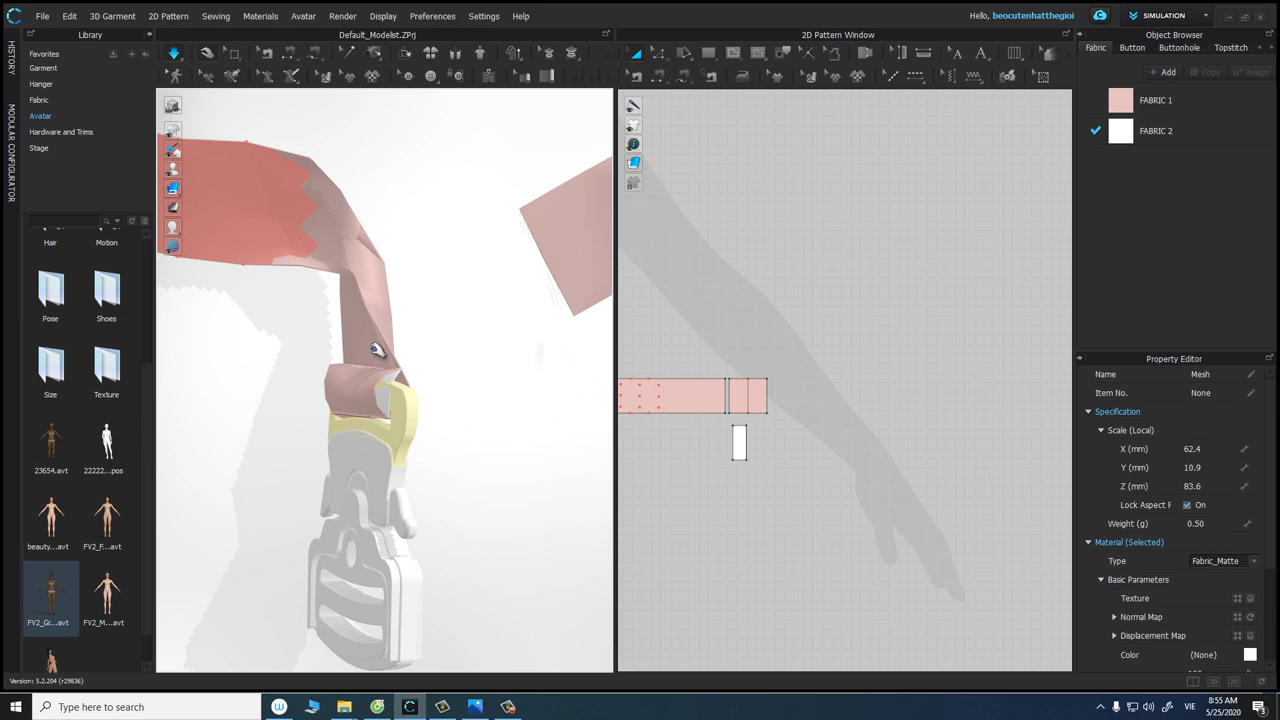 File Edit 3D Garment 2D Pattern Sewing Materials Avatar Render Display Preferences Settings Help
Hello, beocutenhatthegioi
SIMULATION
HISTORY
MODULAR CONFIGURATOR
Library
Favorites
Garment
Hanger
Fabric
Avatar
Hardware and Trims
Stage
Hair Motion
Pose Shoes
Size Texture
23654.avt 22222...pos
beauty...avt FV2_F...avt
FV2_Gr...avt FV2_M...avt
Version: 5.2.204 (r29836)
Default_Modelst.ZPrj
2D Pattern Window
Object Browser
Fabric Button Buttonhole Topstitch
Add Copy Assign
FABRIC 1
FABRIC 2
Property Editor
Name Mesh
Item No. None
Specification
Scale (Local)
X (mm) 62.4
Y (mm) 10.9
Z (mm) 83.6
Lock Aspect F On
Weight (g) 0.50
Material (Selected)
Type Fabric_Matte
Basic Parameters
Texture
Normal Map
Displacement Map
Color (None)
3D 2D
Type here to search
VIE
8:55 AM
5/25/2020
3